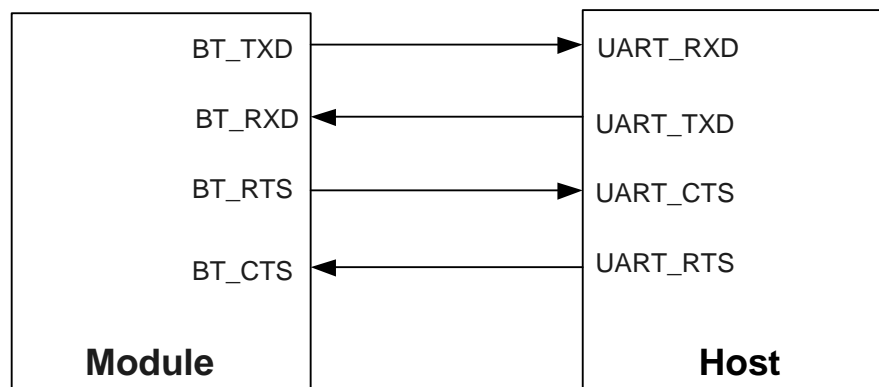 BT_TXD UART_RXD
BT_RXD UART_TXD
BT_RTS UART_CTS
BT_CTS UART_RTS
Module Host